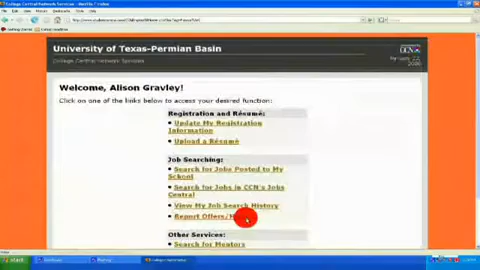 University of Texas-Permian Basin
College Central Network Services
Welcome, Alison Gravley!
Click on one of the links below to access your desired function:
Registration and Résumé:
Update My Registration
Information
Upload a Résumé
Job Searching:
Search for Jobs Posted to My
School
Search for Jobs in CCN's Jobs
Central
View My Job Search History
Report Offers/
Other Services:
Search for Mentors